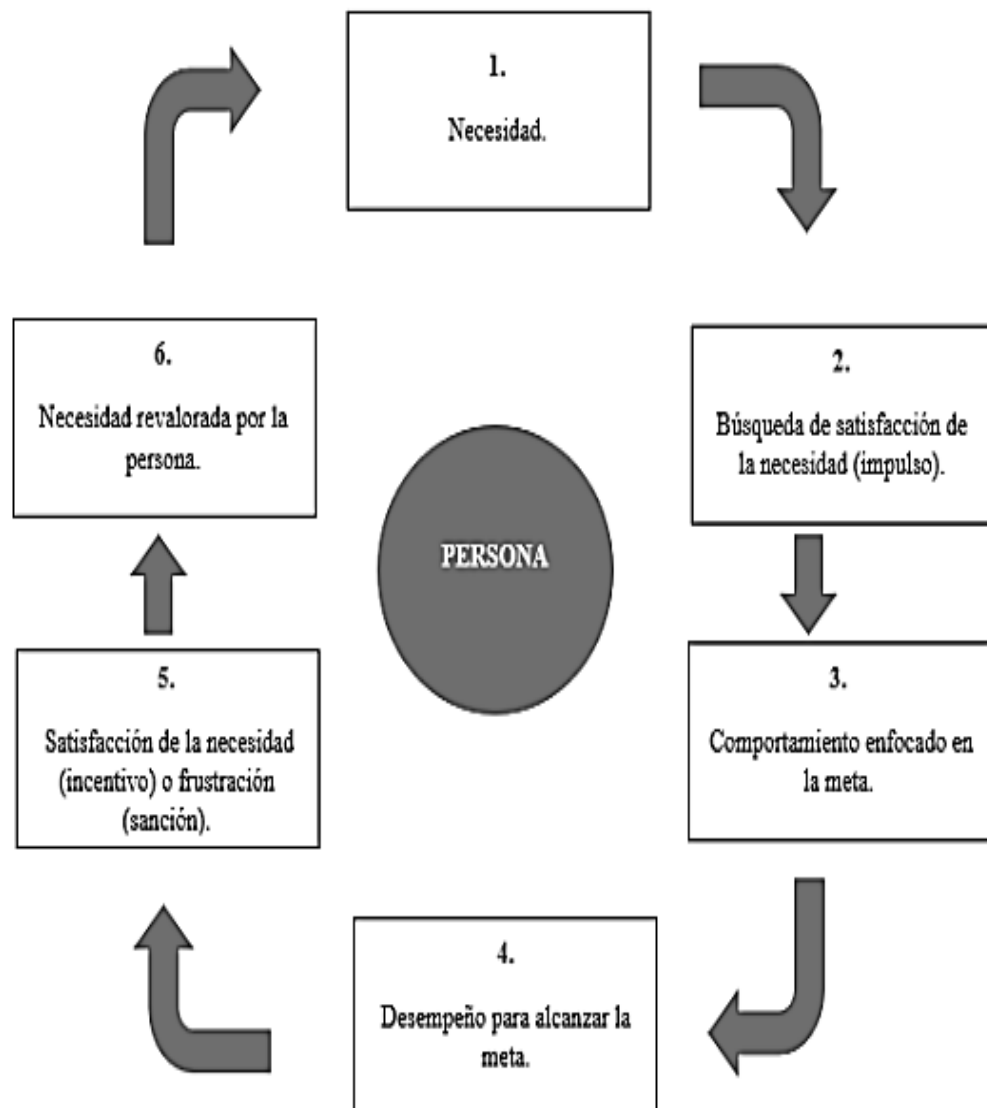 1.
Necesidad.
2.
Búsqueda de satisfacción de
la necesidad (impulso).
3.
Comportamiento enfocado en
la meta.
4.
Desempeño para alcanzar la
meta.
5.
Satisfacción de la necesidad
(incentivo) o frustración
(sanción).
6.
Necesidad revalorada por la
persona.
PERSONA